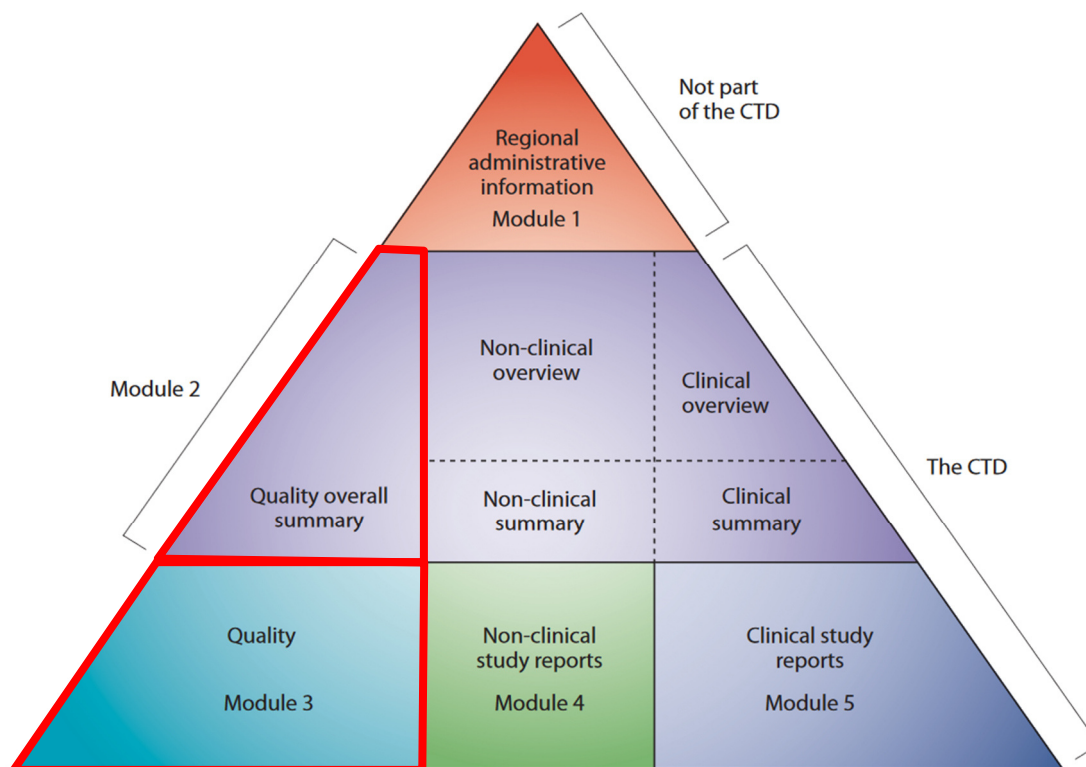 Not part
of the CTD
Regional
administrative
information
Module 1
Module 2
Non-clinical
overview
Clinical
overview
The CTD
Quality overall
summary
Non-clinical
summary
Clinical
summary
Quality
Module 3
Non-clinical
study reports
Module 4
Clinical study
reports
Module 5